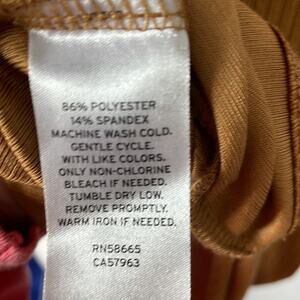 86% POLYESTER
14% SPANDEX
MACHINE WASH COLD.
GENTLE CYCLE.
WITH LIKE COLORS.
ONLY NON-CHLORINE
BLEACH IF NEEDED.
TUMBLE DRY LOW.
REMOVE PROMPTLY.
WARM IRON IF NEEDED.
RN58665
CA57963